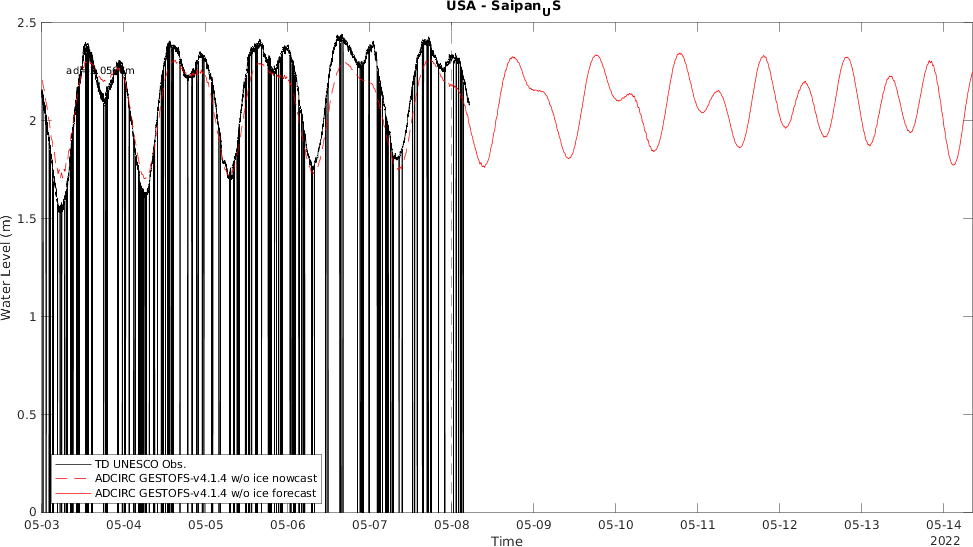 USA - SaipanUS
2.5
2
1.5
1
0.5
0
Water Level (m)
TD UNESCO Obs.
ADCIRC GESTOFS-v4.1.4 w/o ice nowcast
ADCIRC GESTOFS-v4.1.4 w/o ice forecast
05-03 05-04 05-05 05-06 05-07 05-08 05-09 05-10 05-11 05-12 05-13 05-14
Time
2022